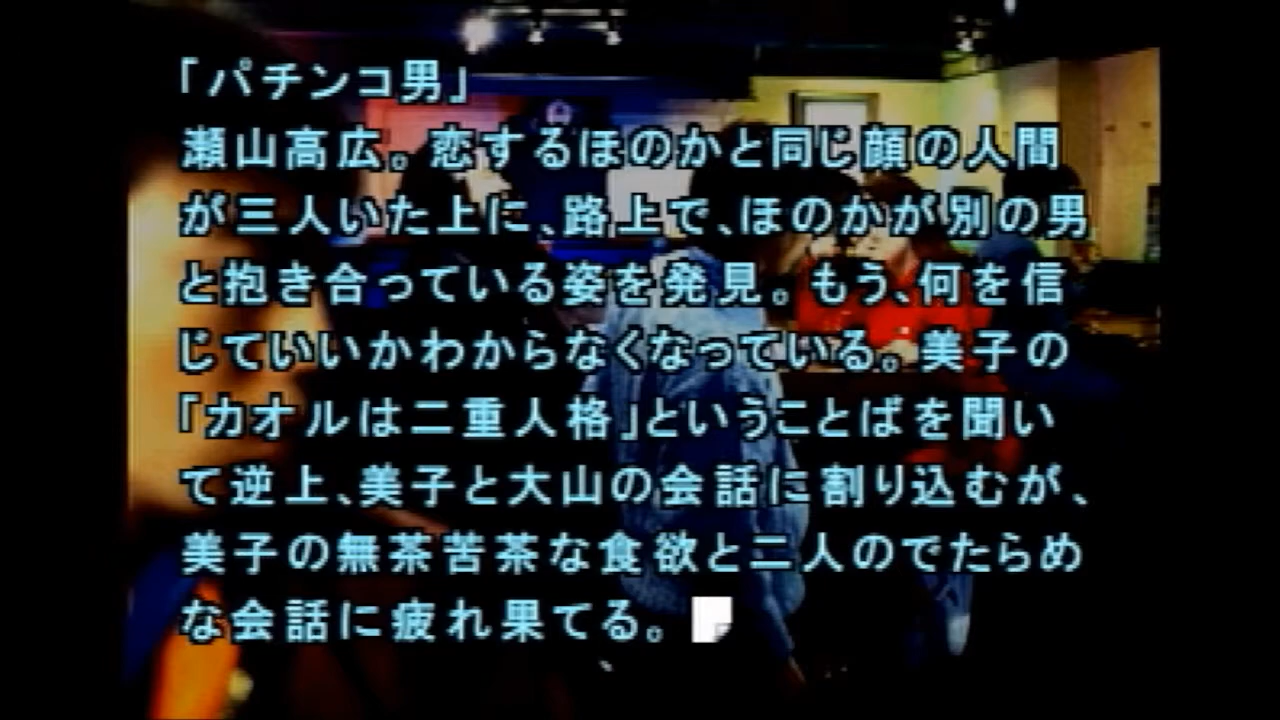 「パチンコ男」
瀬山高広。恋するほのかと同じ顔の人間
が三人いた上に、路上で、ほのかが別の男
と抱き合っている姿を発見。もう、何を信
じていいかわからなくなっている。美子の
「カオルは二重人格」ということばを聞い
て逆上、美子と大山の会話に割り込むが、
美子の無茶苦茶な食欲と二人のでたらめ
な会話に疲れ果てる。